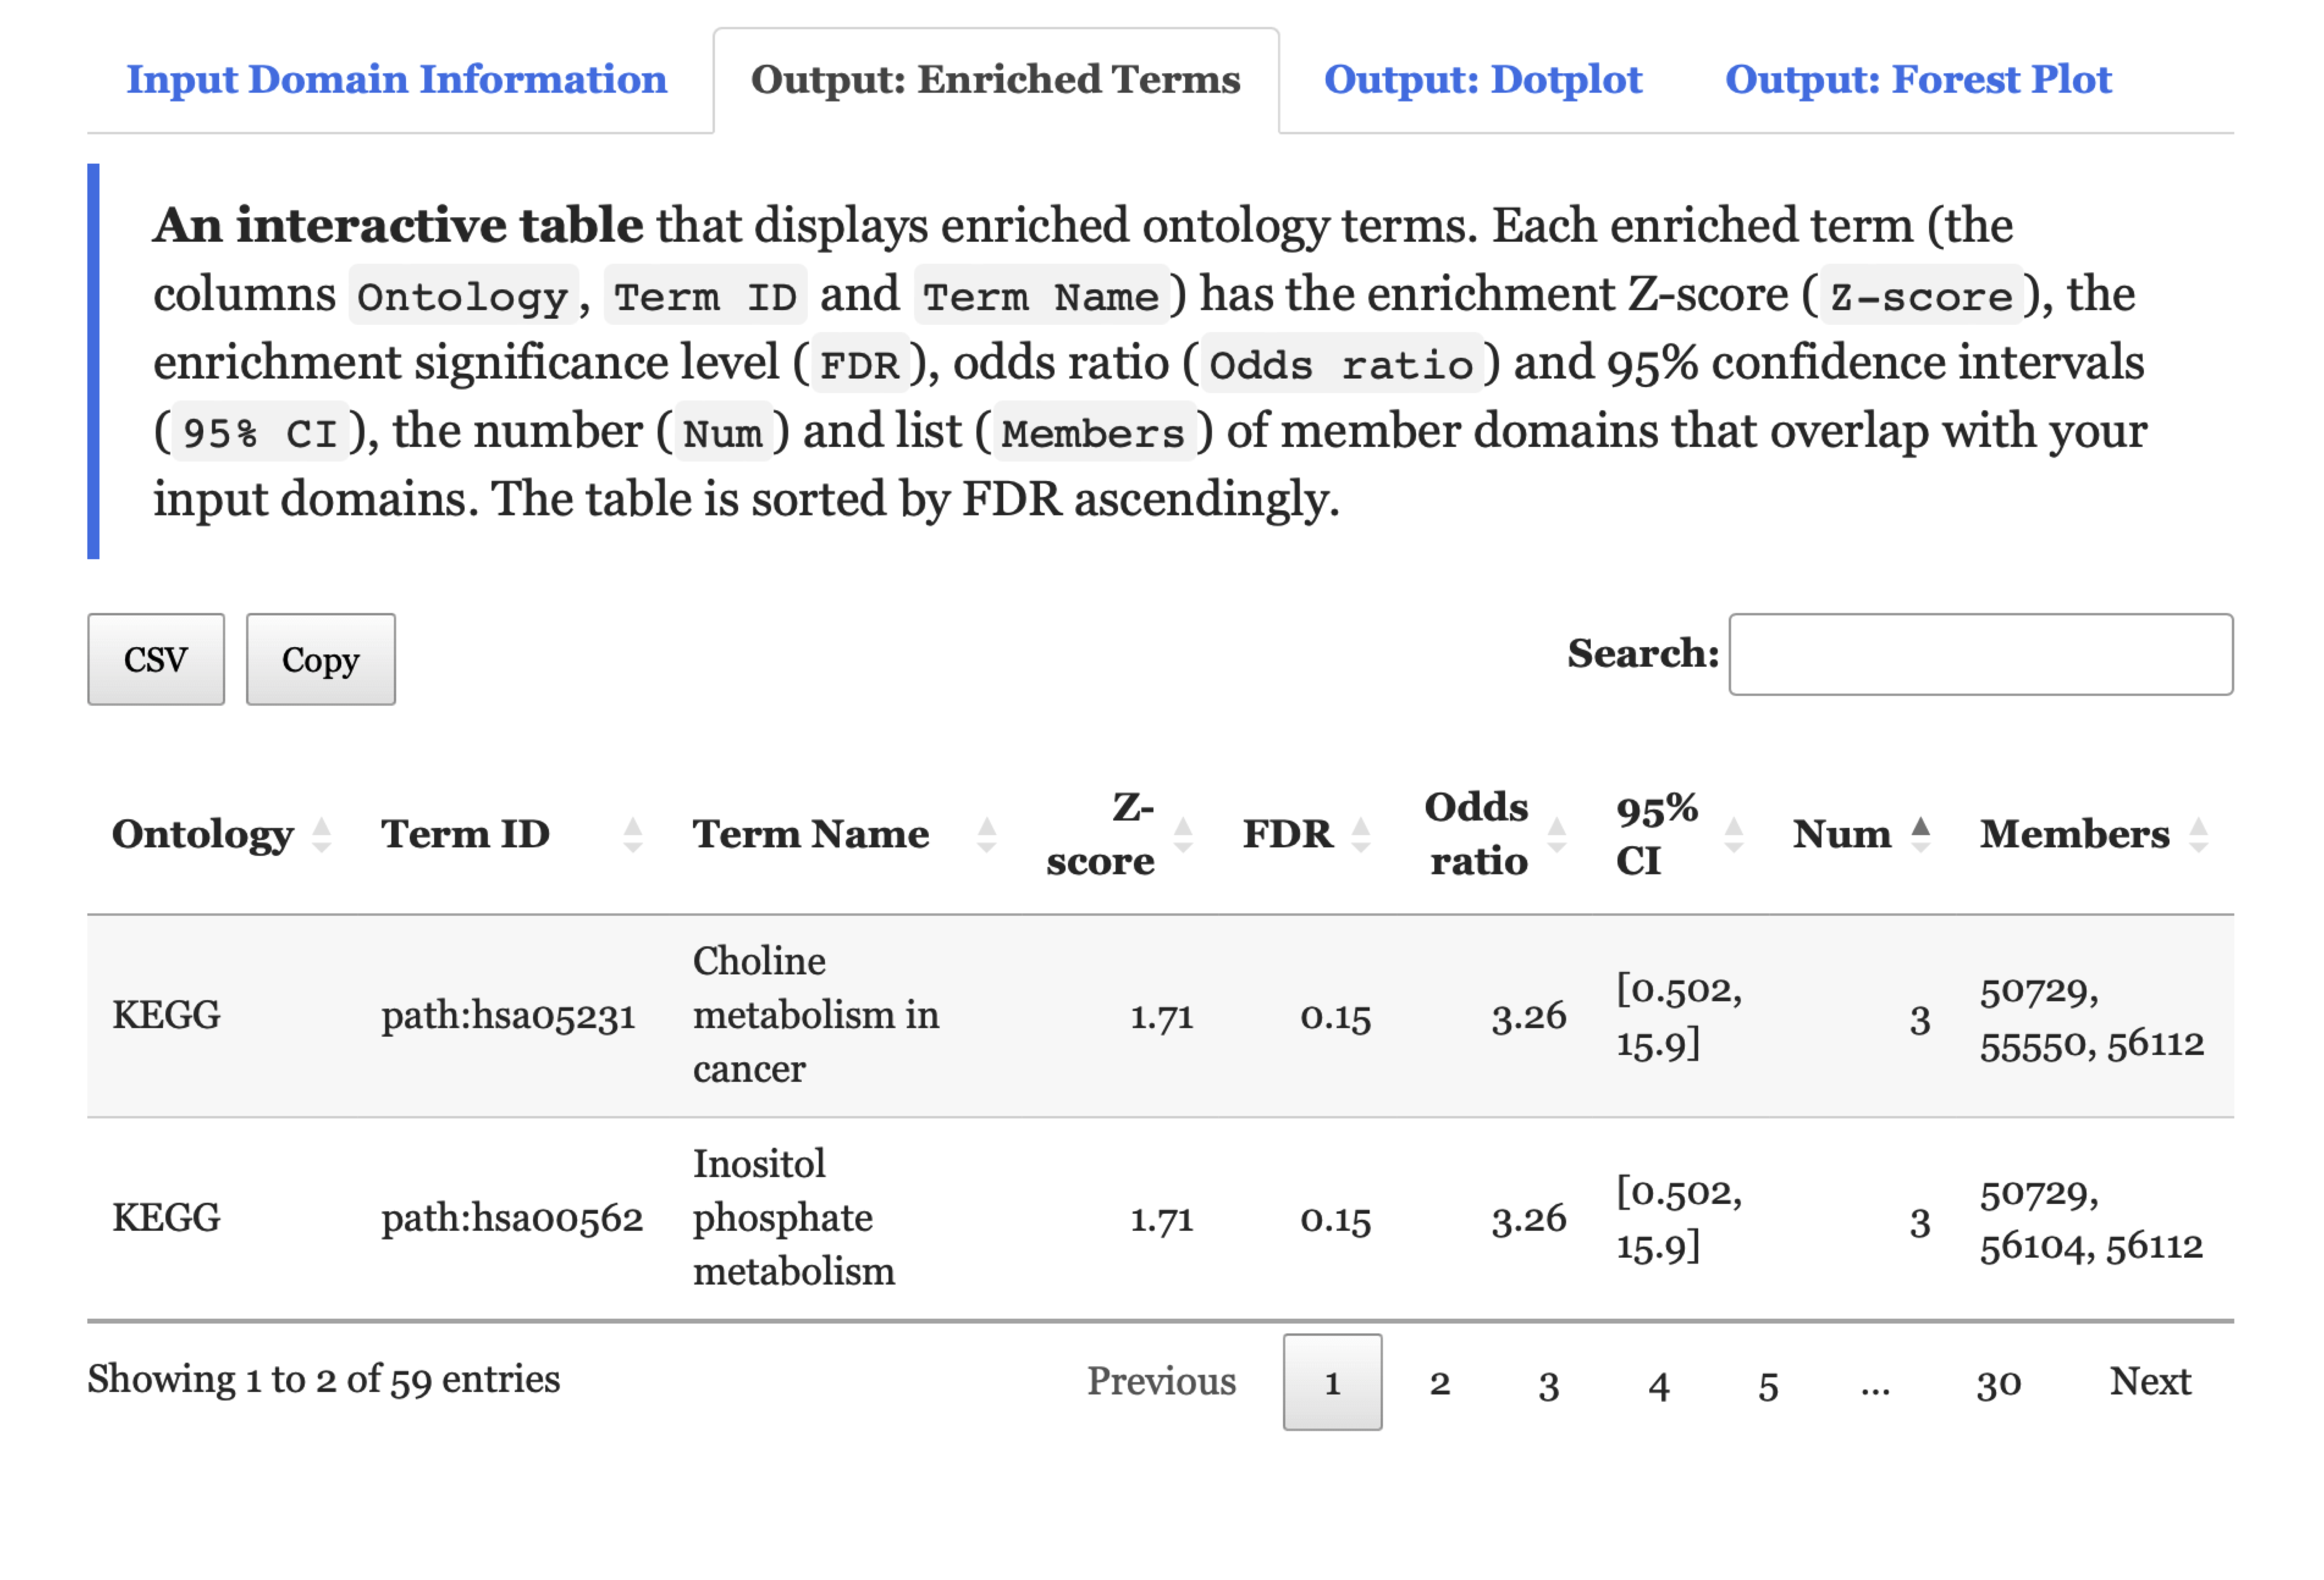 Input Domain Information Output: Enriched Terms Output: Dotplot Output: Forest Plot
An interactive table that displays enriched ontology terms. Each enriched term (the
columns Ontology, Term ID and Term Name) has the enrichment Z-score (Z-score), the
enrichment significance level (FDR), odds ratio (Odds ratio) and 95% confidence intervals
(95% CI), the number (Num) and list (Members) of member domains that overlap with your
input domains. The table is sorted by FDR ascendingly.
CSV Copy Search:
Ontology Term ID Term Name Z-
score FDR Odds
ratio 95%
CI Num Members
KEGG path:hsa05231 Choline
metabolism in
cancer 1.71 0.15 3.26 [0.502,
15.9] 3 50729,
55550, 56112
KEGG path:hsa00562 Inositol
phosphate
metabolism 1.71 0.15 3.26 [0.502,
15.9] 3 50729,
56104, 56112
Showing 1 to 2 of 59 entries Previous 1 2 3 4 5 ... 30 Next